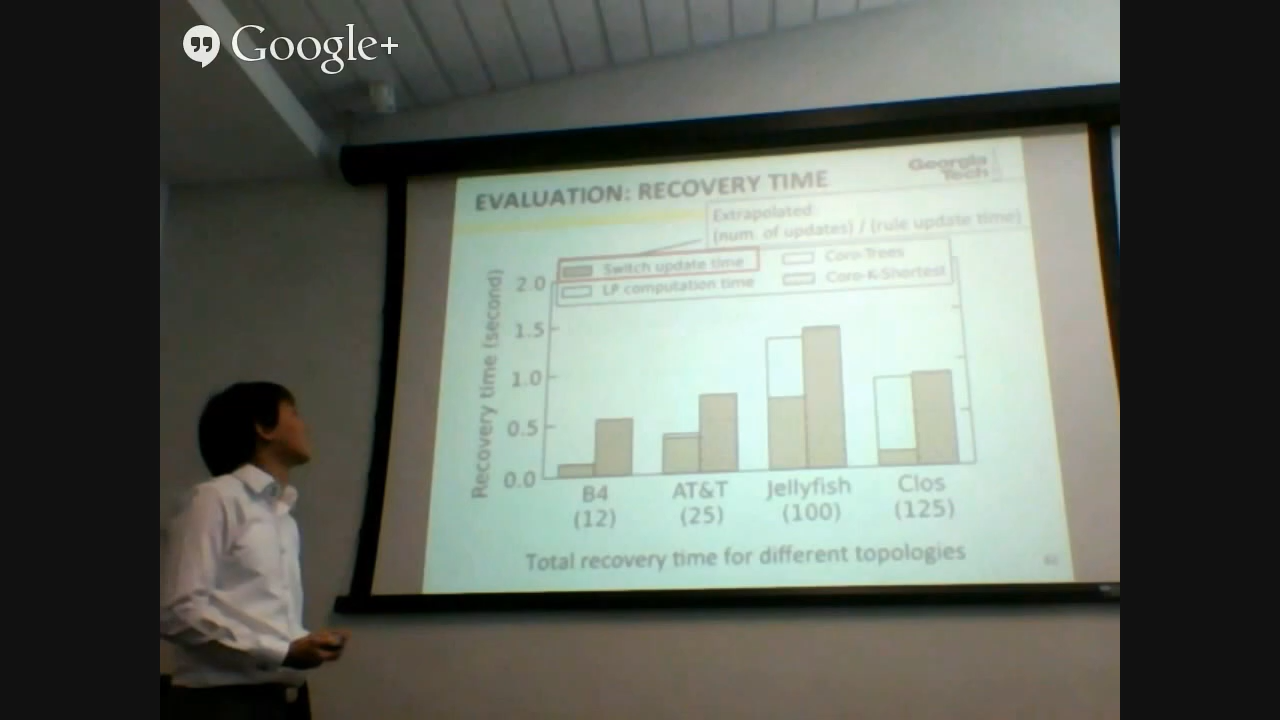 Google+
EVALUATION: RECOVERY TIME
Georgia
Tech
Extrapolated:
(num. of updates) / (rule update time)
Switch update time
LP computation time
Coro-Trees
Coro-K-Shortest
Recovery time (second)
2.0
1.5
1.0
0.5
0.0
B4
(12)
AT&T
(25)
Jellyfish
(100)
Clos
(125)
Total recovery time for different topologies